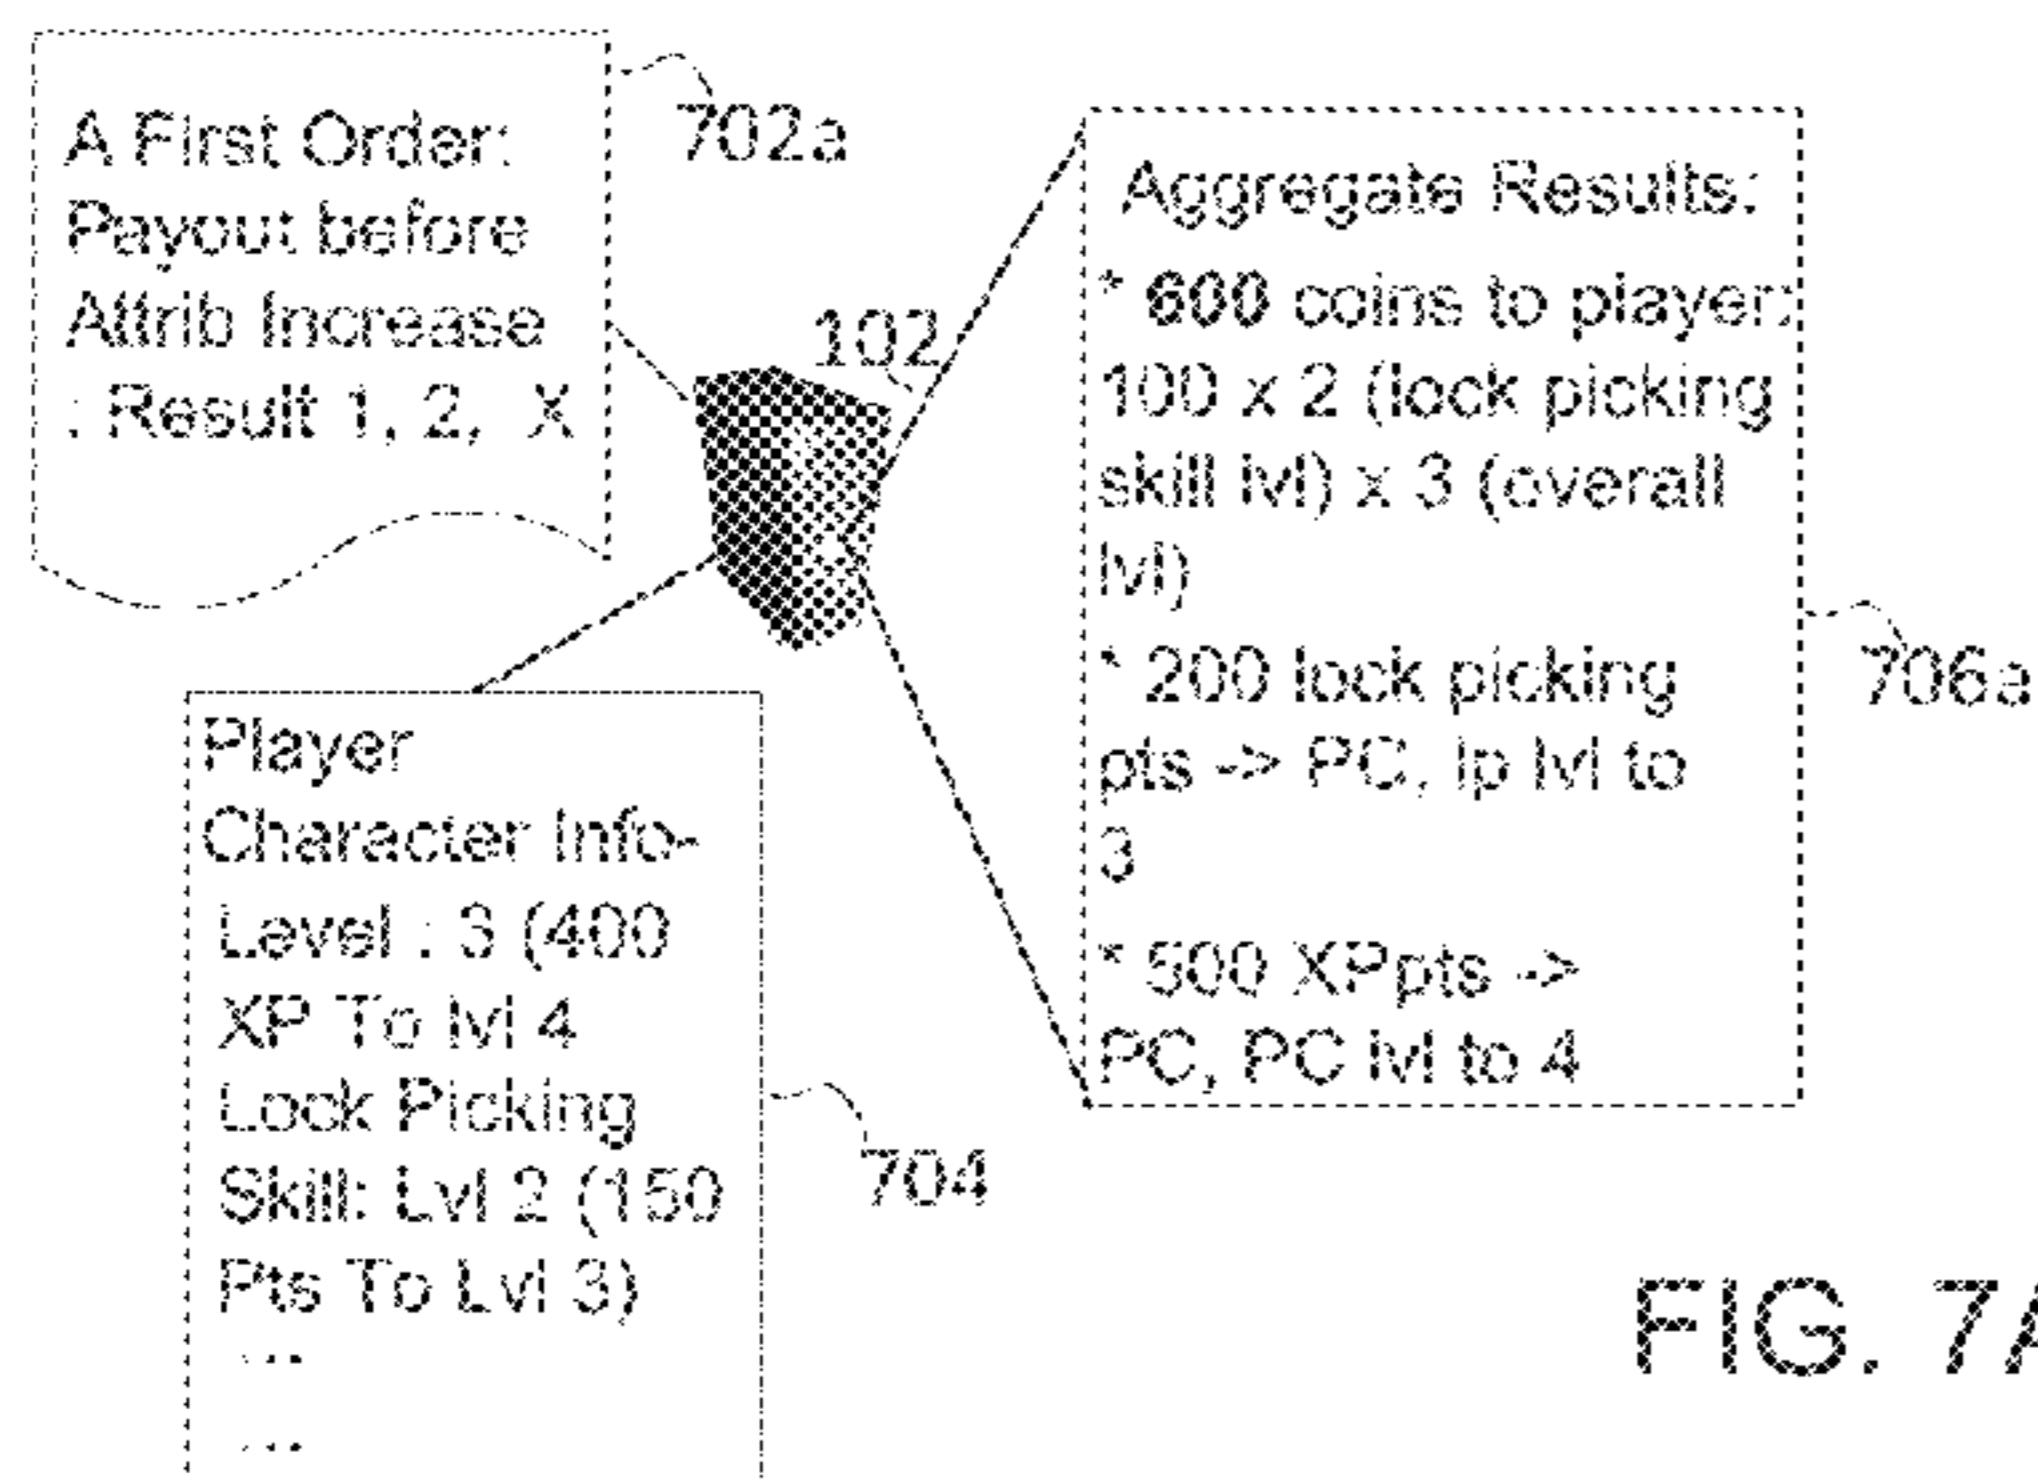 A First Order:
Payout before
Attrib Increase
: Result 1, 2, X
702a
102
Aggregate Results:
* 600 coins to player:
100 x 2 (lock picking
skill lvl) x 3 (overall
lvl)
* 200 lock picking
pts -> PC, lp lvl to
3
* 500 XPpts ->
PC, PC lvl to 4
706a
Player
Character Info-
Level : 3 (400
XP To lvl 4
Lock Picking
Skill: Lvl 2 (150
Pts To Lvl 3)
...
...
704
FIG. 7A